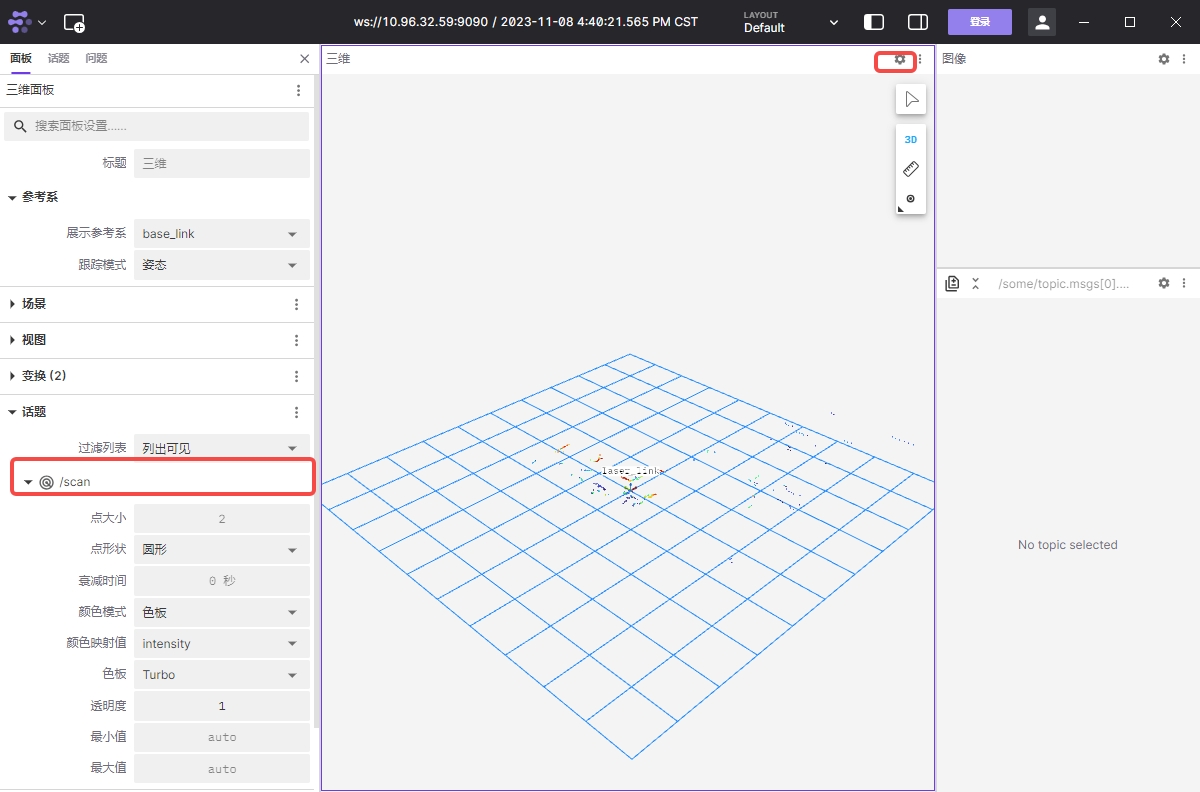 ws://10.96.32.59:9090 / 2023-11-08 4:40:21.565 PM CST
LAYOUT
Default
登录
面板
话题
问题
三维面板
搜索面板设置......
标题
三维
参考系
展示参考系
base_link
跟踪模式
姿态
场景
视图
变换 (2)
话题
过滤列表
列出可见
/scan
点大小
2
点形状
圆形
衰减时间
0 秒
颜色模式
色板
颜色映射值
intensity
色板
Turbo
透明度
1
最小值
auto
最大值
auto
三维
3D
laser_link
图像
/some/topic.msgs[0]....
No topic selected